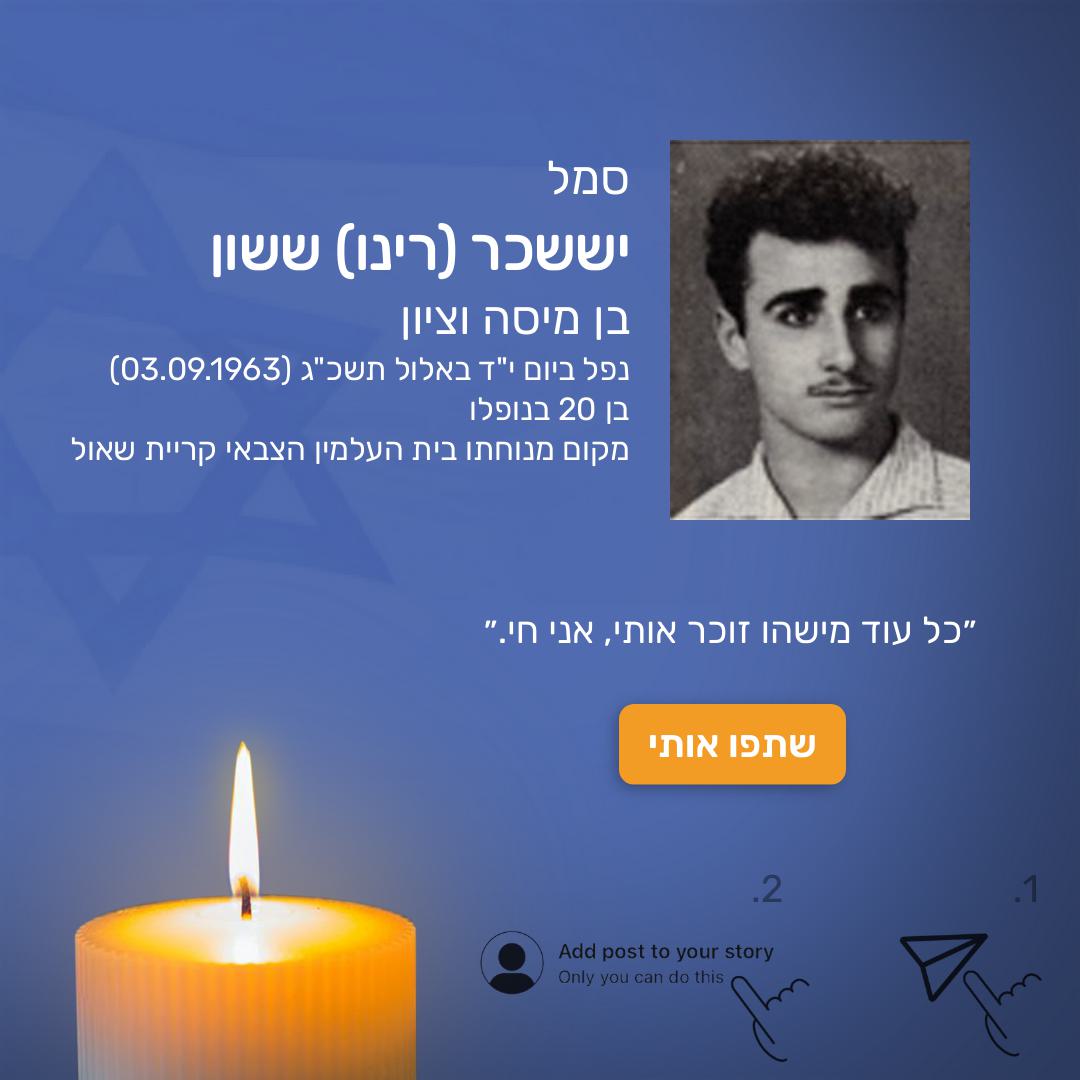 סמל
יששכר (רינו) ששון
בן מיסה וציון
נפל ביום י"ד באלול תשכ"ג (03.09.1963)
בן 20 בנופלו
מקום מנוחתו בית העלמין הצבאי קריית שאול
״כל עוד מישהו זוכר אותי, אני חי.״
שתפו אותי
.1
.2
Add post to your story
Only you can do this